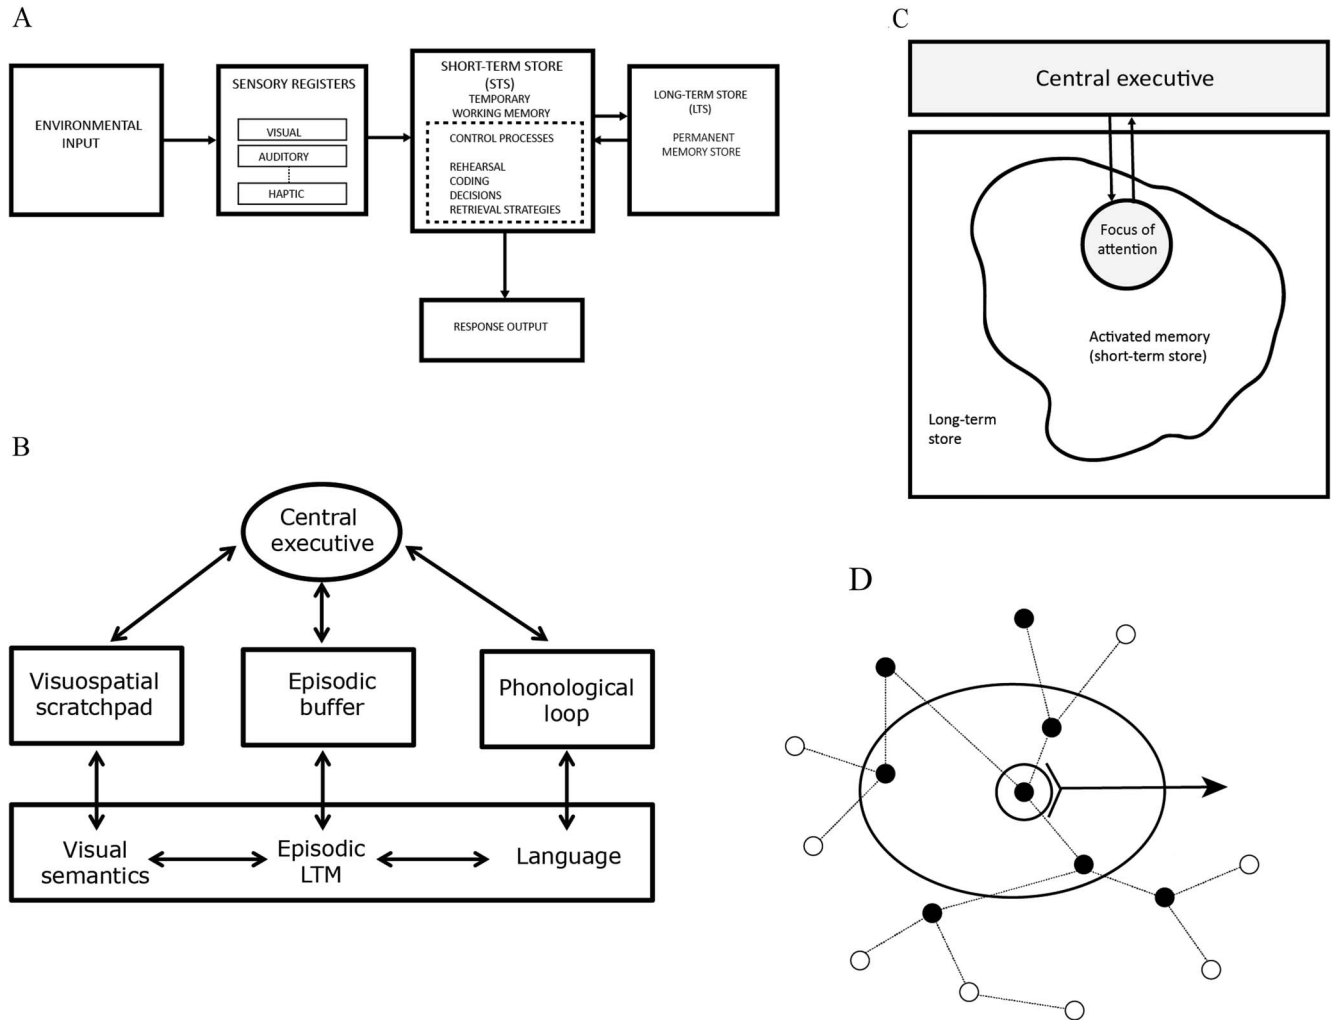 A
ENVIRONMENTAL
INPUT
SENSORY REGISTERS
VISUAL
AUDITORY
HAPTIC
SHORT-TERM STORE
(STS)
TEMPORARY
WORKING MEMORY
CONTROL PROCESSES
REHEARSAL
CODING
DECISIONS
RETRIEVAL STRATEGIES
LONG-TERM STORE
(LTS)
PERMANENT
MEMORY STORE
RESPONSE OUTPUT
B
Central
executive
Visuospatial
scratchpad
Episodic
buffer
Phonological
loop
Visual
semantics
Episodic
LTM
Language
C
Central executive
Focus of
attention
Activated memory
(short-term store)
Long-term
store
D